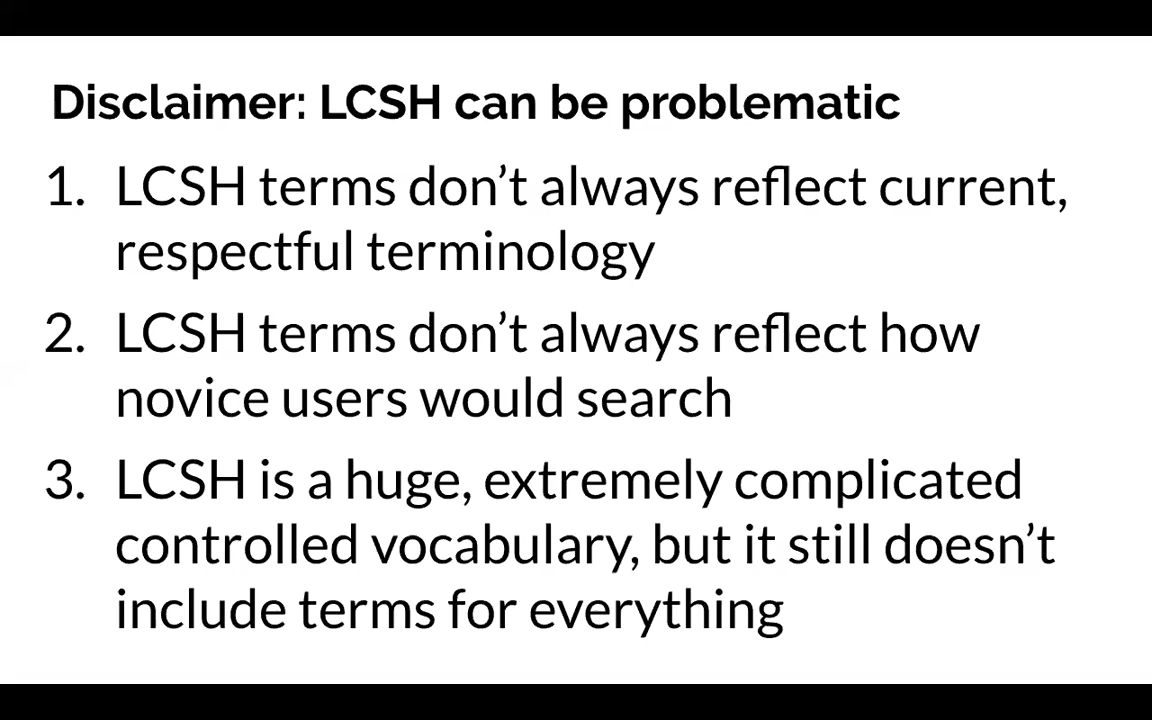 Disclaimer: LCSH can be problematic
1. LCSH terms don’t always reflect current,
respectful terminology
2. LCSH terms don’t always reflect how
novice users would search
3. LCSH is a huge, extremely complicated
controlled vocabulary, but it still doesn’t
include terms for everything